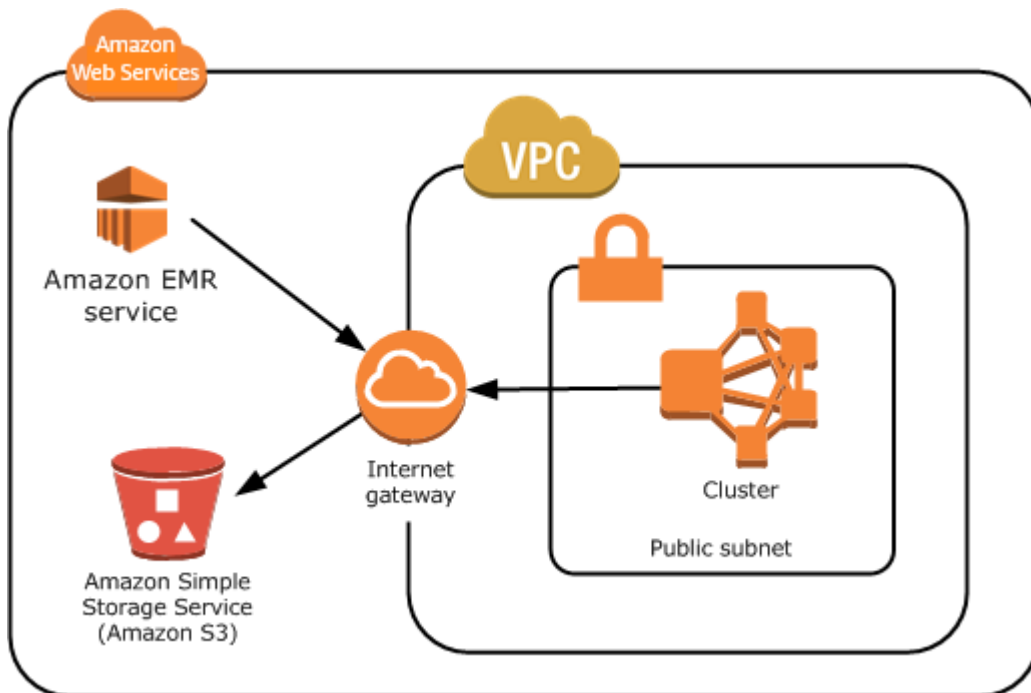 Amazon
Web Services
VPC
Amazon EMR
service
Internet
gateway
Cluster
Public subnet
Amazon Simple
Storage Service
(Amazon S3)